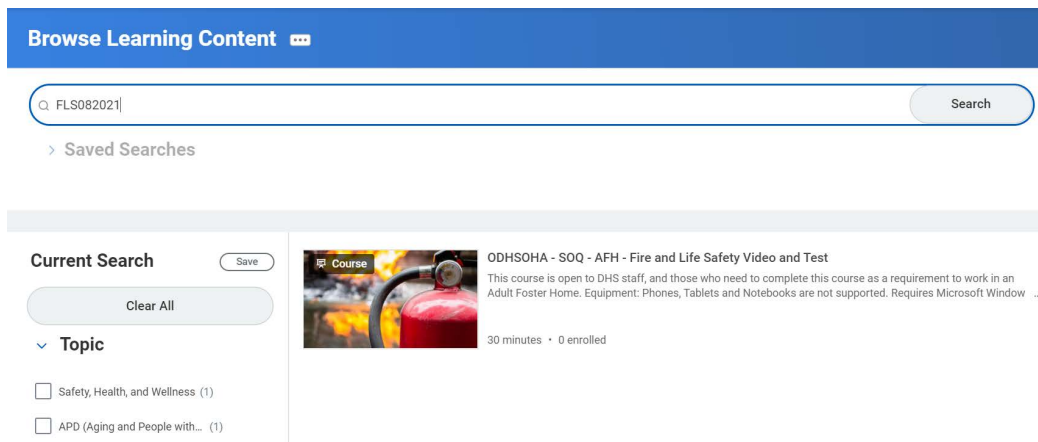 Browse Learning Content
FLS082021
Search
Saved Searches
Current Search
Save
Clear All
Topic
Safety, Health, and Wellness (1)
APD (Aging and People with... (1)
Course
ODHSOHA - SOQ - AFH - Fire and Life Safety Video and Test
This course is open to DHS staff, and those who need to complete this course as a requirement to work in an
Adult Foster Home. Equipment: Phones, Tablets and Notebooks are not supported. Requires Microsoft Window ...
30 minutes • 0 enrolled